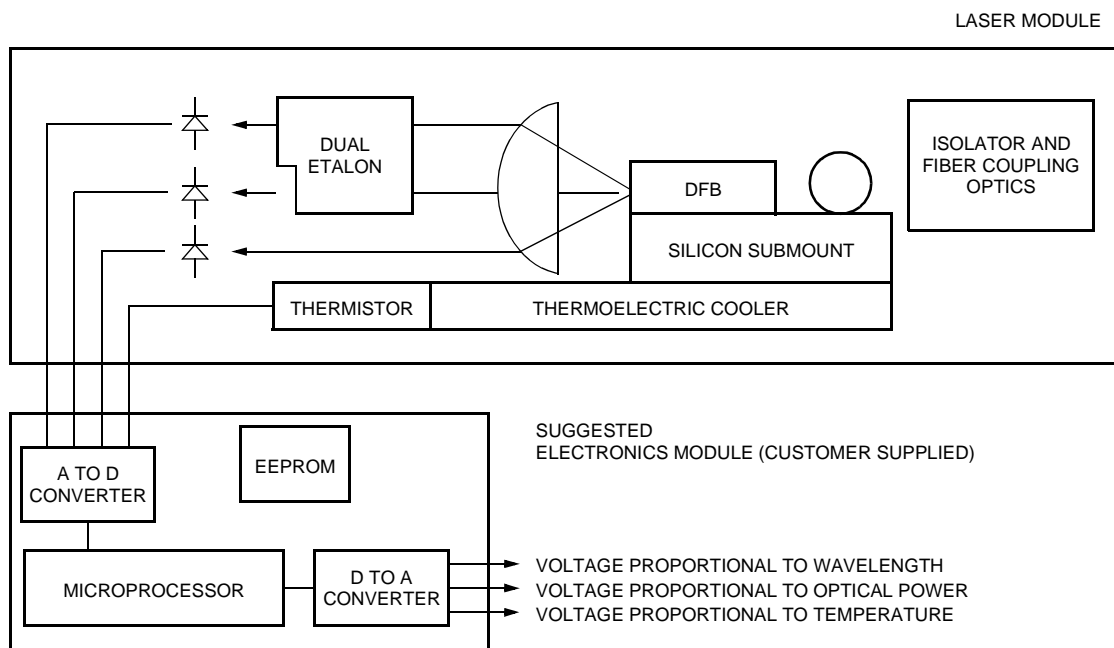 LASER MODULE
DUAL
ETALON
DFB
ISOLATOR AND
FIBER COUPLING
OPTICS
SILICON SUBMOUNT
THERMISTOR
THERMOELECTRIC COOLER
A TO D
CONVERTER
EEPROM
SUGGESTED
ELECTRONICS MODULE (CUSTOMER SUPPLIED)
MICROPROCESSOR
D TO A
CONVERTER
VOLTAGE PROPORTIONAL TO WAVELENGTH
VOLTAGE PROPORTIONAL TO OPTICAL POWER
VOLTAGE PROPORTIONAL TO TEMPERATURE